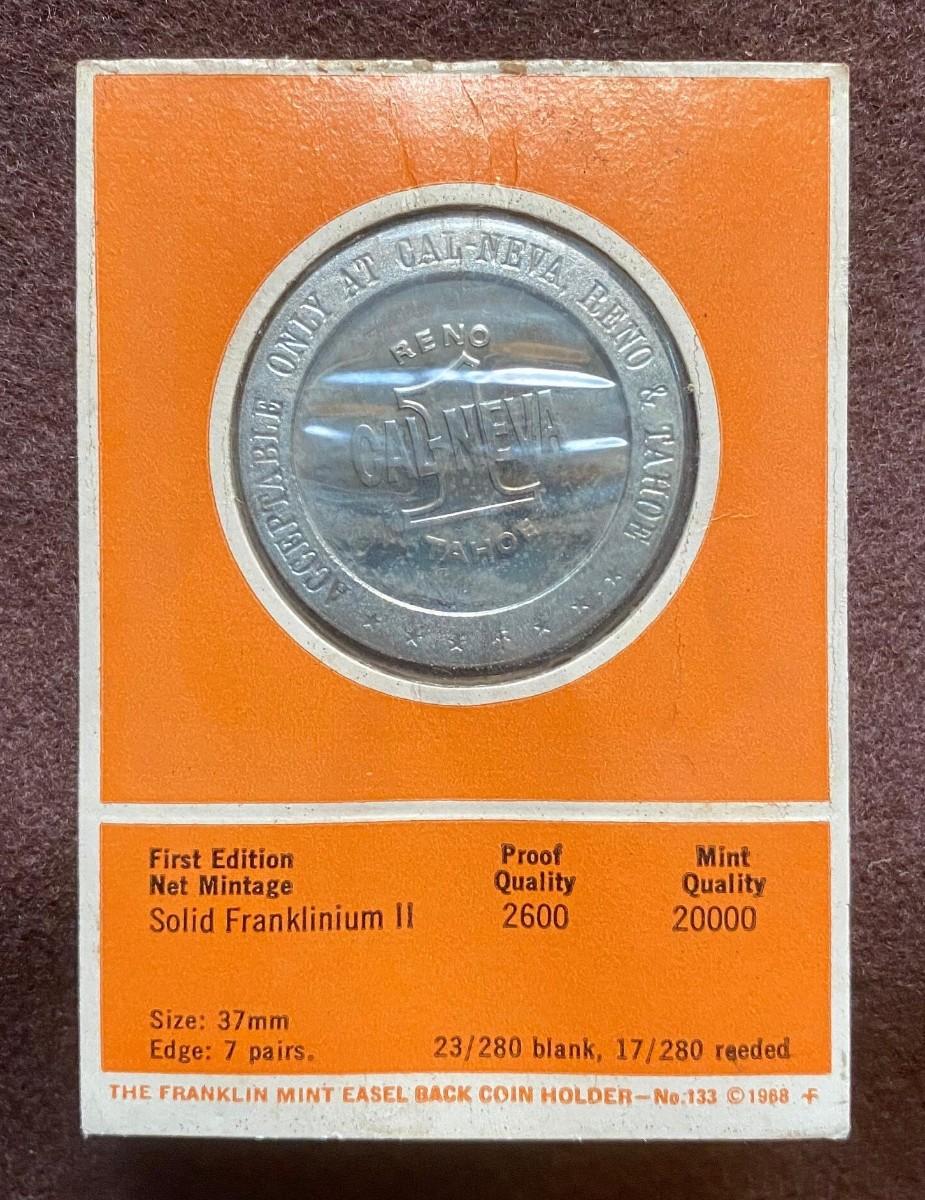 ACCEPTABLE ONLY AT CAL-NEVA, RENO & TAHOE
RENO
1
CAL-NEVA
TAHOE
First Edition
Net Mintage
Solid Franklinium II
Proof
Quality
2600
Mint
Quality
20000
Size: 37mm
Edge: 7 pairs. 23/280 blank, 17/280 reeded
THE FRANKLIN MINT EASEL BACK COIN HOLDER—No.133 © 1968